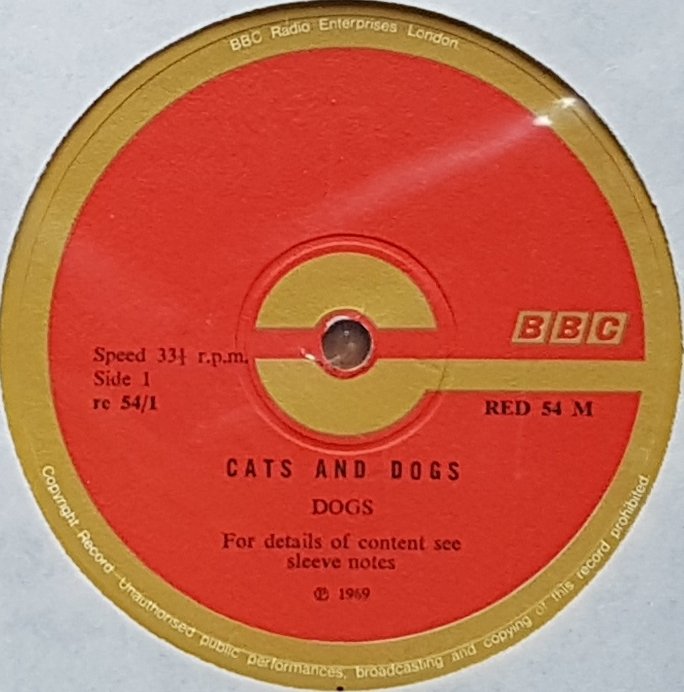 BBC Radio Enterprises London
BBC
Speed 33⅓ r.p.m.
Side 1
re 54/1
RED 54 M
CATS AND DOGS
DOGS
For details of content see
sleeve notes
℗ 1969
Copyright Record Unauthorised public performances, broadcasting and copying of this record prohibited